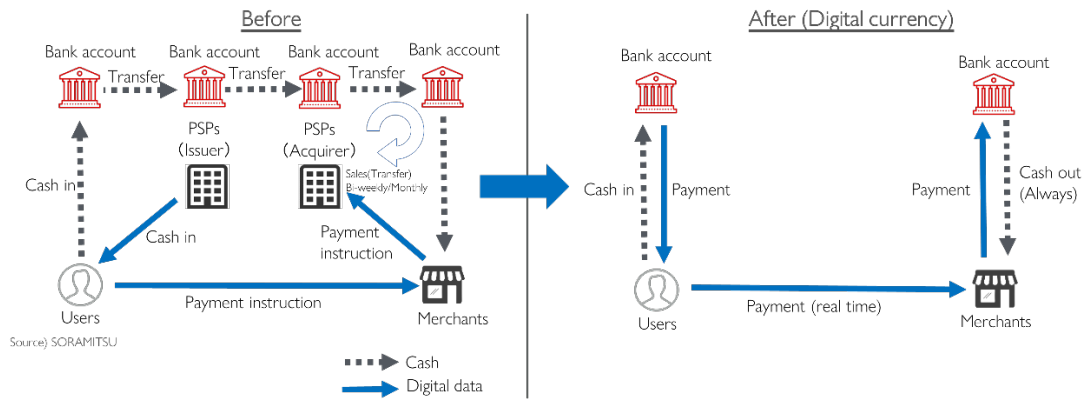 Before
Bank account
Bank account
Bank account
Bank account
Transfer
Transfer
Transfer
PSPs
(Issuer)
PSPs
(Acquirer)
Sales(Transfer)
Bi-weekly/Monthly
Cash in
Cash in
Payment
instruction
Payment instruction
Users
Merchants
Source) SORAMITSU
Cash
Digital data
After (Digital currency)
Bank account
Bank account
Cash in
Payment
Payment
Cash out
(Always)
Payment (real time)
Users
Merchants